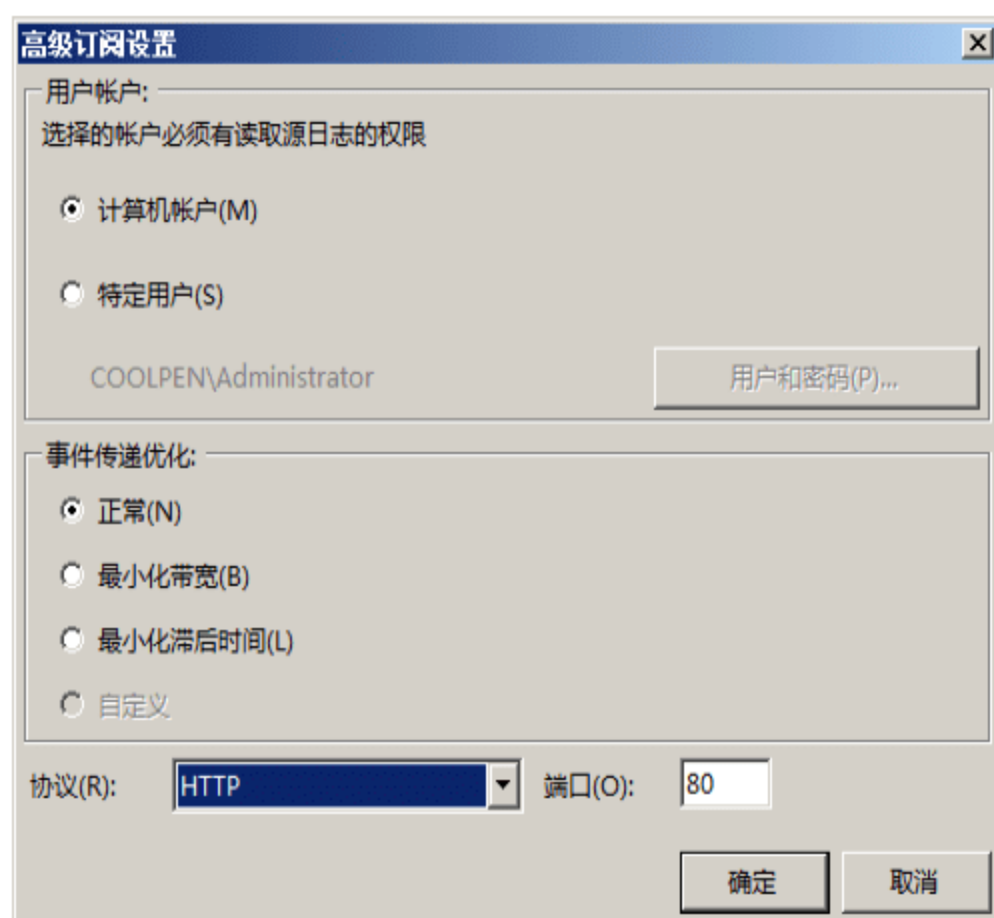 高级订阅设置
用户帐户:
选择的帐户必须有读取源日志的权限
计算机帐户(M)
特定用户(S)
COOLPEN\Administrator
用户和密码(P)...
事件传递优化:
正常(N)
最小化带宽(B)
最小化滞后时间(L)
自定义
协议(R): HTTP 端口(O): 80
确定 取消